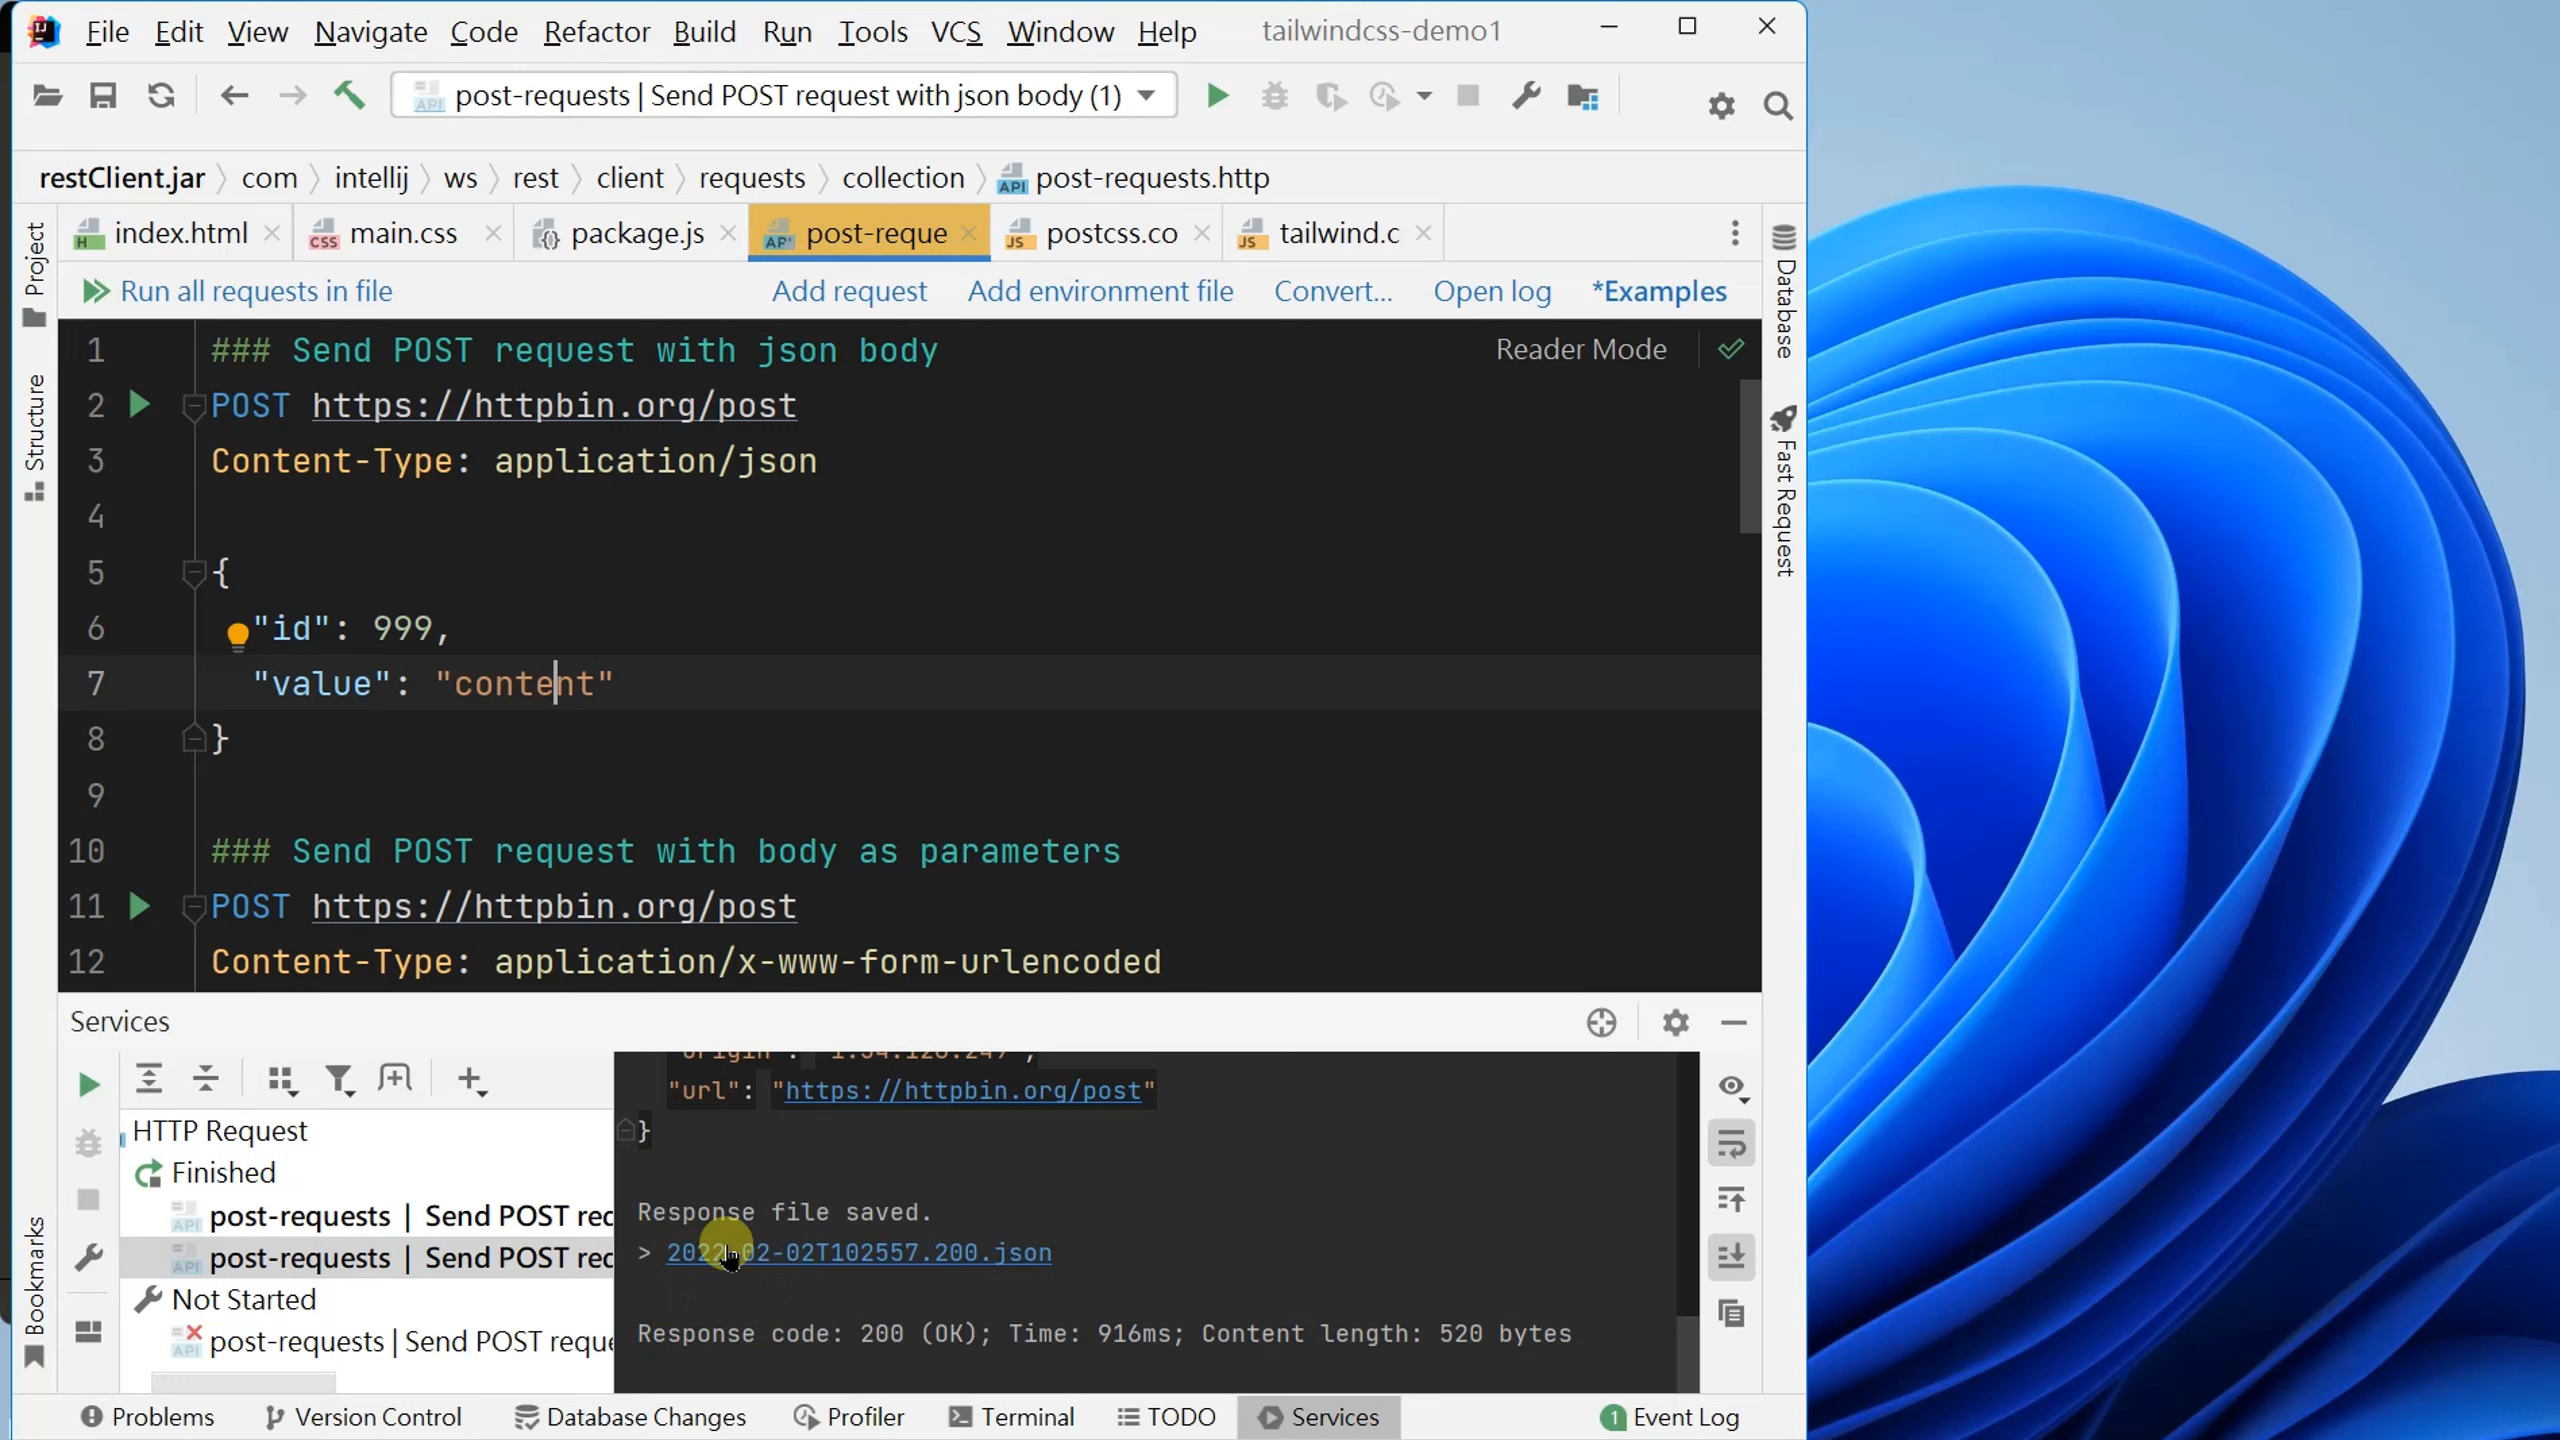 File Edit View Navigate Code Refactor Build Run Tools VCS Window Help tailwindcss-demo1
post-requests | Send POST request with json body (1)
restClient.jar com intellij ws rest client requests collection post-requests.http
index.html main.css package.js post-reque postcss.co tailwind.c
Run all requests in file Add request Add environment file Convert... Open log *Examples
Reader Mode
1 ### Send POST request with json body
2 POST https://httpbin.org/post
3 Content-Type: application/json
4
5 {
6 "id": 999,
7 "value": "content"
8 }
9
10 ### Send POST request with body as parameters
11 POST https://httpbin.org/post
12 Content-Type: application/x-www-form-urlencoded
Project
Structure
Bookmarks
Database
Fast Request
Services
HTTP Request
Finished
post-requests | Send POST rec
post-requests | Send POST rec
Not Started
post-requests | Send POST reque
"url": "https://httpbin.org/post"
}
Response file saved.
> 2022-02-02T102557.200.json
Response code: 200 (OK); Time: 916ms; Content length: 520 bytes
Problems Version Control Database Changes Profiler Terminal TODO Services 1 Event Log